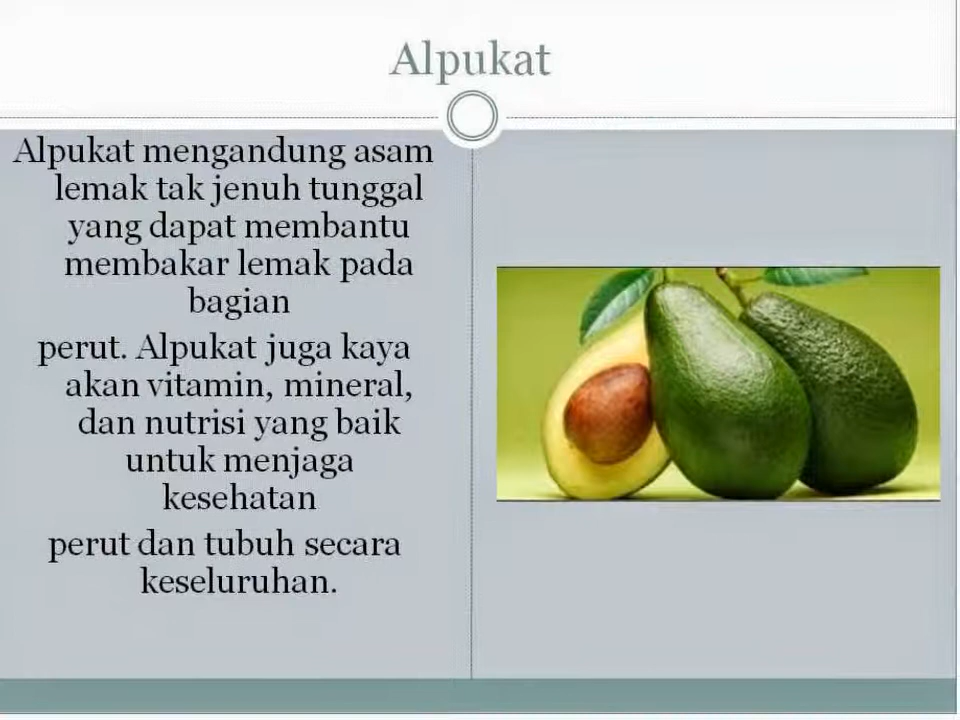 Alpukat
Alpukat mengandung asam
lemak tak jenuh tunggal
yang dapat membantu
membakar lemak pada
bagian
perut. Alpukat juga kaya
akan vitamin, mineral,
dan nutrisi yang baik
untuk menjaga
kesehatan
perut dan tubuh secara
keseluruhan.